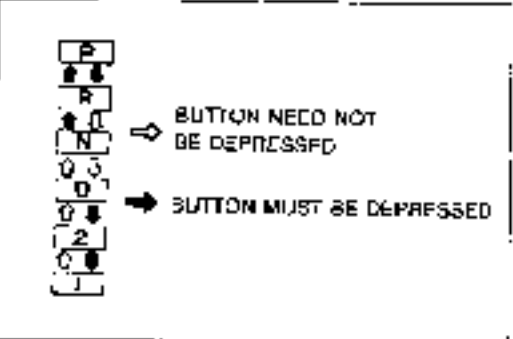 P
R
N
D
2
BUTTON NEED NOT
BE DEPRESSED
BUTTON MUST BE DEPRESSED